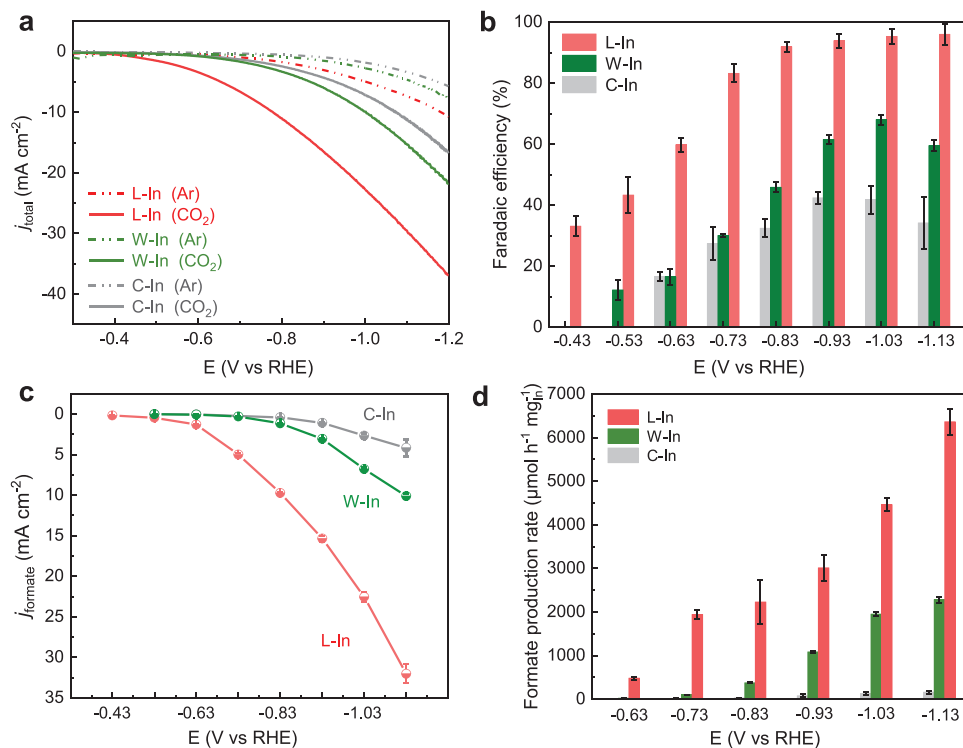 a
0
-10
-20
-30
-40
j_total (mA cm⁻²)
L-In (Ar)
L-In (CO₂)
W-In (Ar)
W-In (CO₂)
C-In (Ar)
C-In (CO₂)
-0.4 -0.6 -0.8 -1.0 -1.2
E (V vs RHE)
b
100
80
60
40
20
0
Faradaic efficiency (%)
L-In
W-In
C-In
-0.43 -0.53 -0.63 -0.73 -0.83 -0.93 -1.03 -1.13
E (V vs RHE)
c
0
5
10
15
20
25
30
35
j_formate (mA cm⁻²)
C-In
W-In
L-In
-0.43 -0.63 -0.83 -1.03
E (V vs RHE)
d
7000
6000
5000
4000
3000
2000
1000
0
Formate production rate (µmol h⁻¹ mg⁻¹_In)
L-In
W-In
C-In
-0.63 -0.73 -0.83 -0.93 -1.03 -1.13
E (V vs RHE)